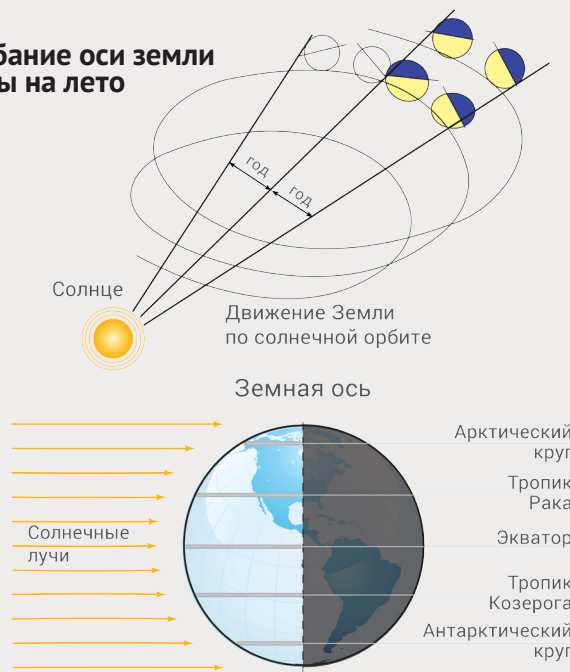 бание оси земли
ы на лето
год
год
Солнце
Движение Земли
по солнечной орбите
Земная ось
Арктический
круг
Тропик
Рака
Солнечные
лучи
Экватор
Тропик
Козерога
Антарктический
круг